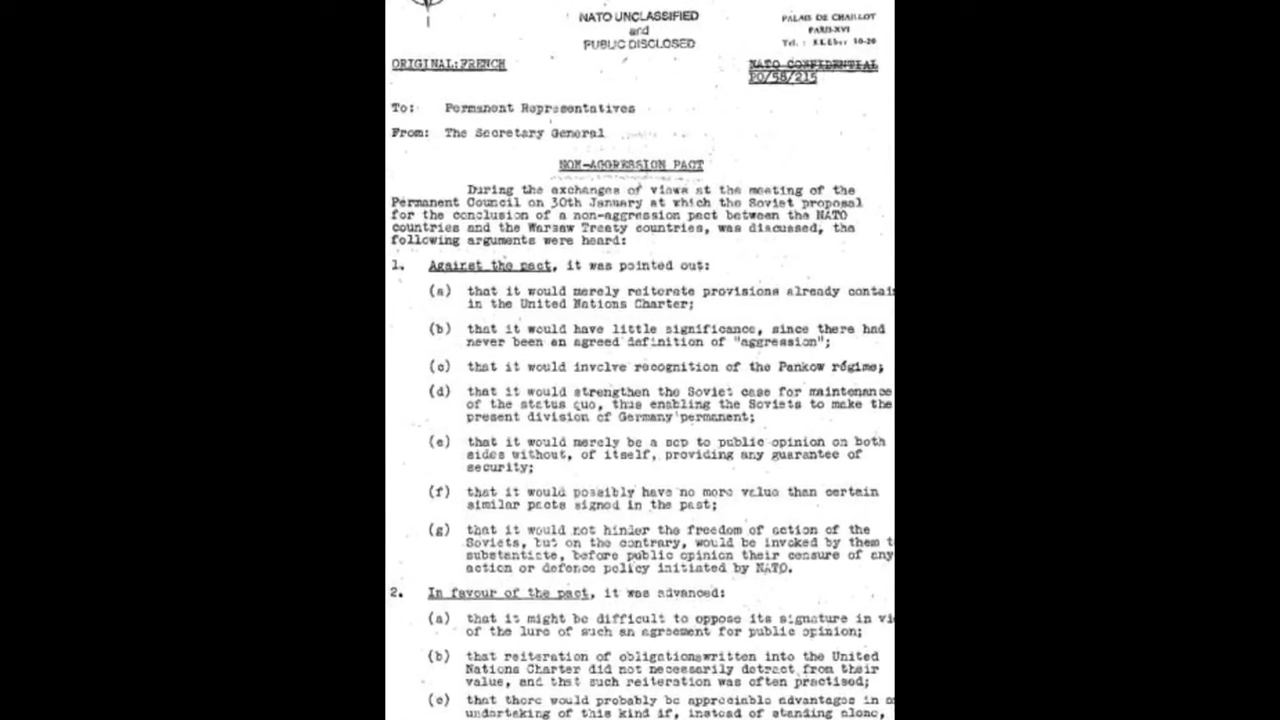 NATO UNCLASSIFIED
and
PUBLIC DISCLOSED
PALAIS DE CHAILLOT
PARIS-XVI
Tel. : KLEber 50-20
ORIGINAL:FRENCH
NATO CONFIDENTIAL
PO/58/215
To: Permanent Representatives
From: The Secretary General
NON-AGGRESSION PACT
During the exchanges of views at the meeting of the
Permanent Council on 30th January at which the Soviet proposal
for the conclusion of a non-aggression pact between the NATO
countries and the Warsaw Treaty countries, was discussed, the
following arguments were heard:
1. Against the pact, it was pointed out:
(a) that it would merely reiterate provisions already contai
in the United Nations Charter;
(b) that it would have little significance, since there had
never been an agreed definition of "aggression";
(c) that it would involve recognition of the Pankow régime;
(d) that it would strengthen the Soviet case for maintenance
of the status quo, thus enabling the Soviets to make the
present division of Germany permanent;
(e) that it would merely be a sop to public opinion on both
sides without, of itself, providing any guarantee of
security;
(f) that it would possibly have no more value than certain
similar pacts signed in the past;
(g) that it would not hinder the freedom of action of the
Soviets, but on the contrary, would be invoked by them t
substantiate, before public opinion their censure of any
action or defence policy initiated by NATO.
2. In favour of the pact, it was advanced:
(a) that it might be difficult to oppose its signature in vi
of the lure of such an agreement for public opinion;
(b) that reiteration of obligationswritten into the United
Nations Charter did not necessarily detract from their
value, and that such reiteration was often practised;
(c) that there would probably be appreciable advantages in
undertaking of this kind if, instead of standing alone,